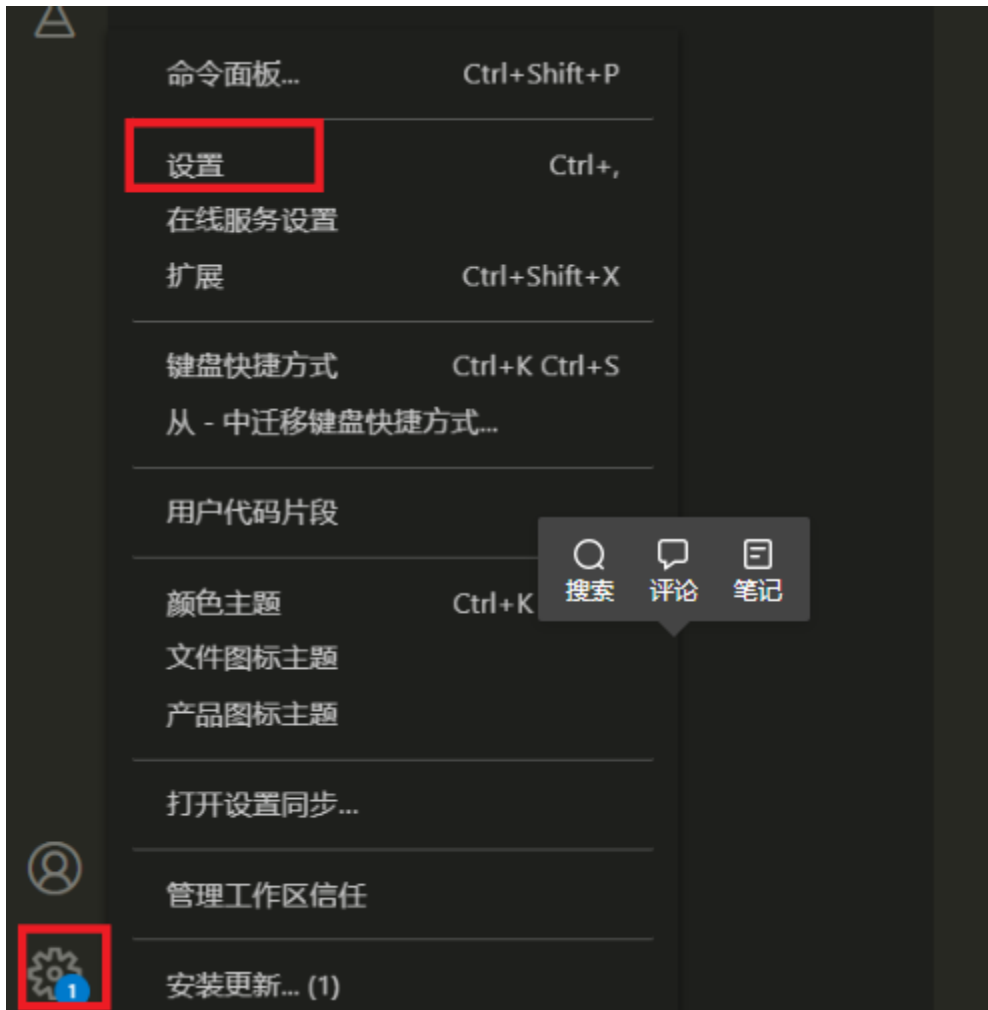 命令面板... Ctrl+Shift+P
设置 Ctrl+,
在线服务设置
扩展 Ctrl+Shift+X
键盘快捷方式 Ctrl+K Ctrl+S
从 - 中迁移键盘快捷方式...
用户代码片段
搜索 评论 笔记
颜色主题 Ctrl+K
文件图标主题
产品图标主题
打开设置同步...
管理工作区信任
1
安装更新... (1)